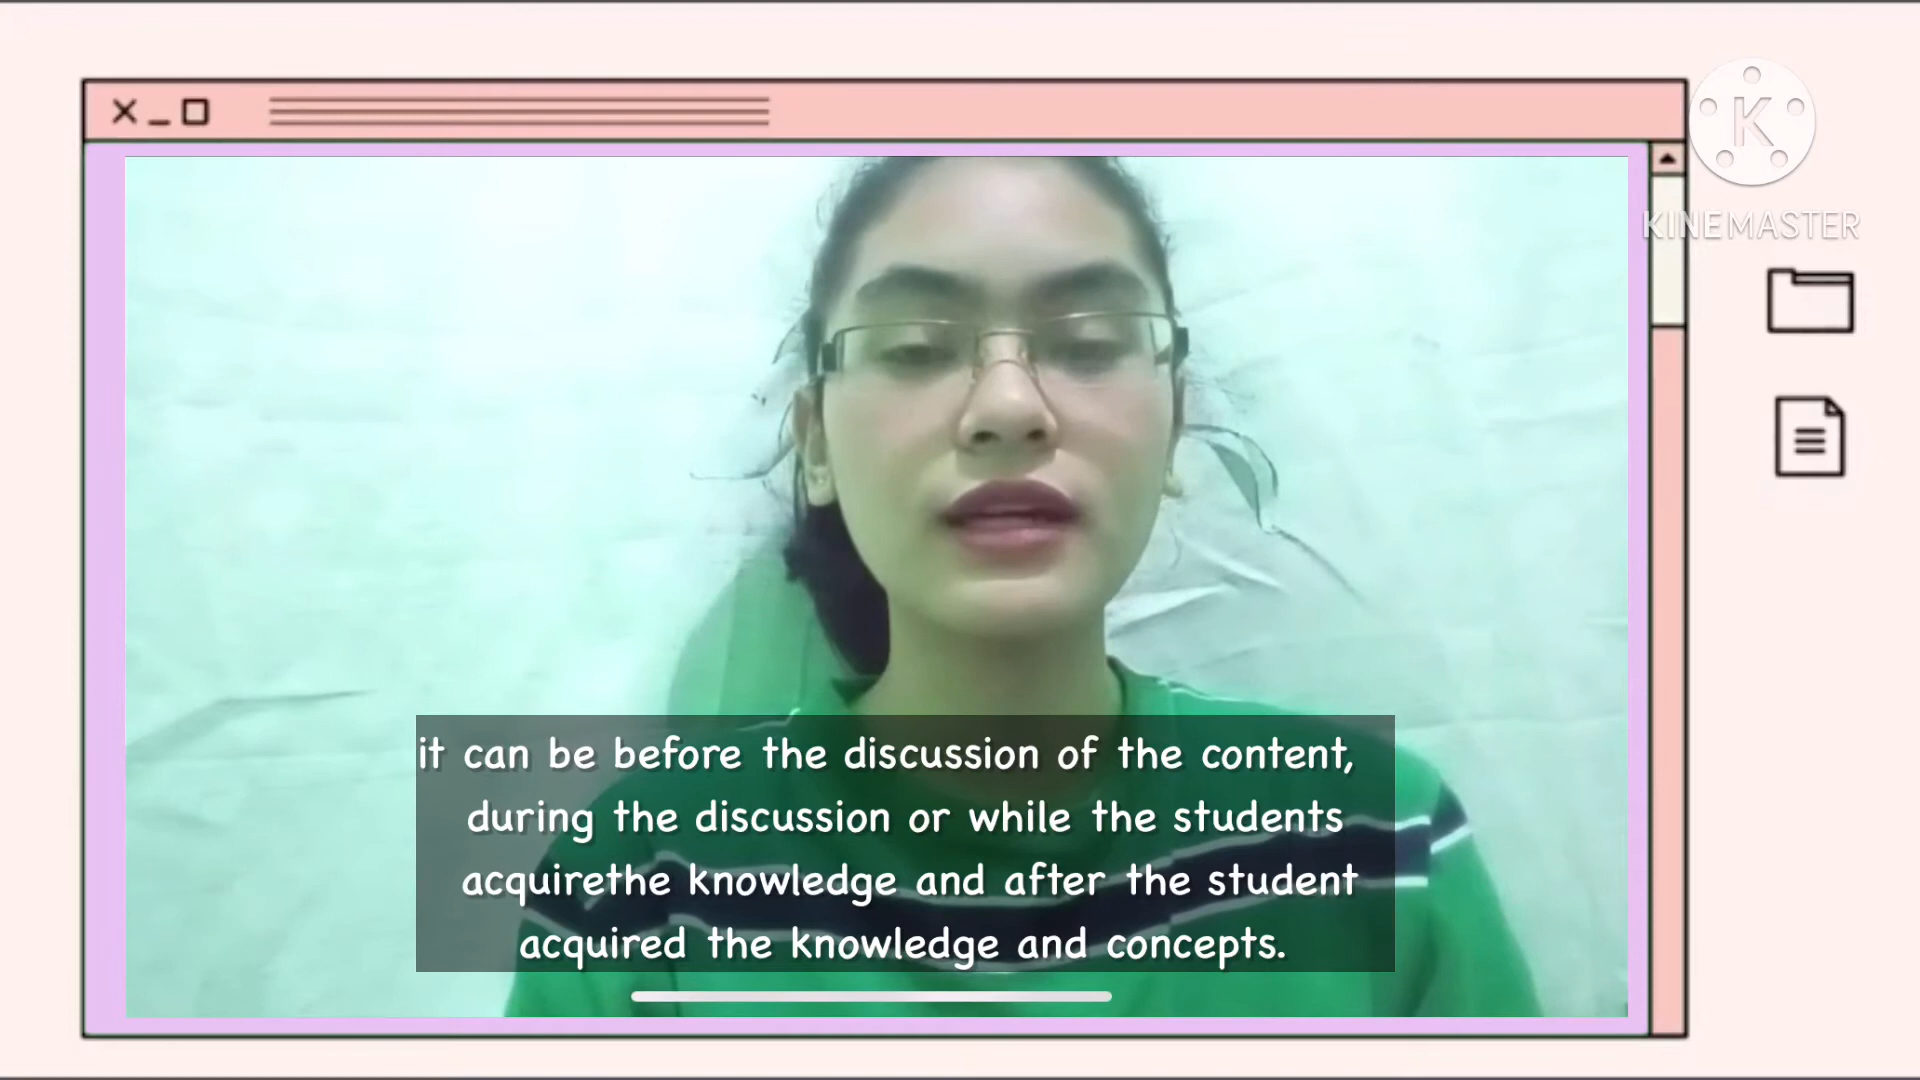 K
KINEMASTER
it can be before the discussion of the content,
during the discussion or while the students
acquirethe knowledge and after the student
acquired the knowledge and concepts.